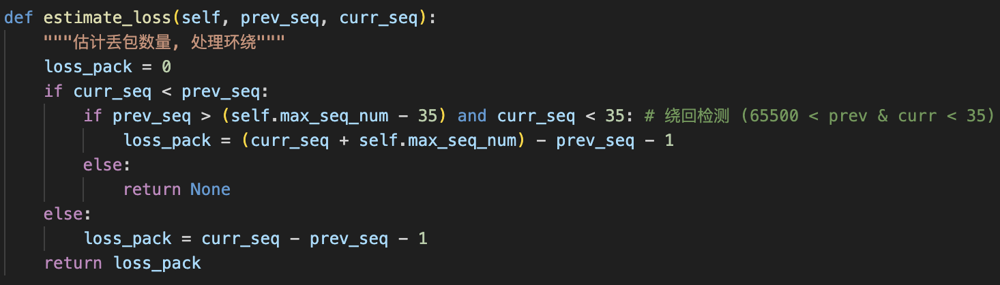 def estimate_loss(self, prev_seq, curr_seq):
    """估计丢包数量, 处理环绕"""
    loss_pack = 0
    if curr_seq < prev_seq:
        if prev_seq > (self.max_seq_num - 35) and curr_seq < 35: # 绕回检测 (65500 < prev & curr < 35)
            loss_pack = (curr_seq + self.max_seq_num) - prev_seq - 1
        else:
            return None
    else:
        loss_pack = curr_seq - prev_seq - 1
    return loss_pack